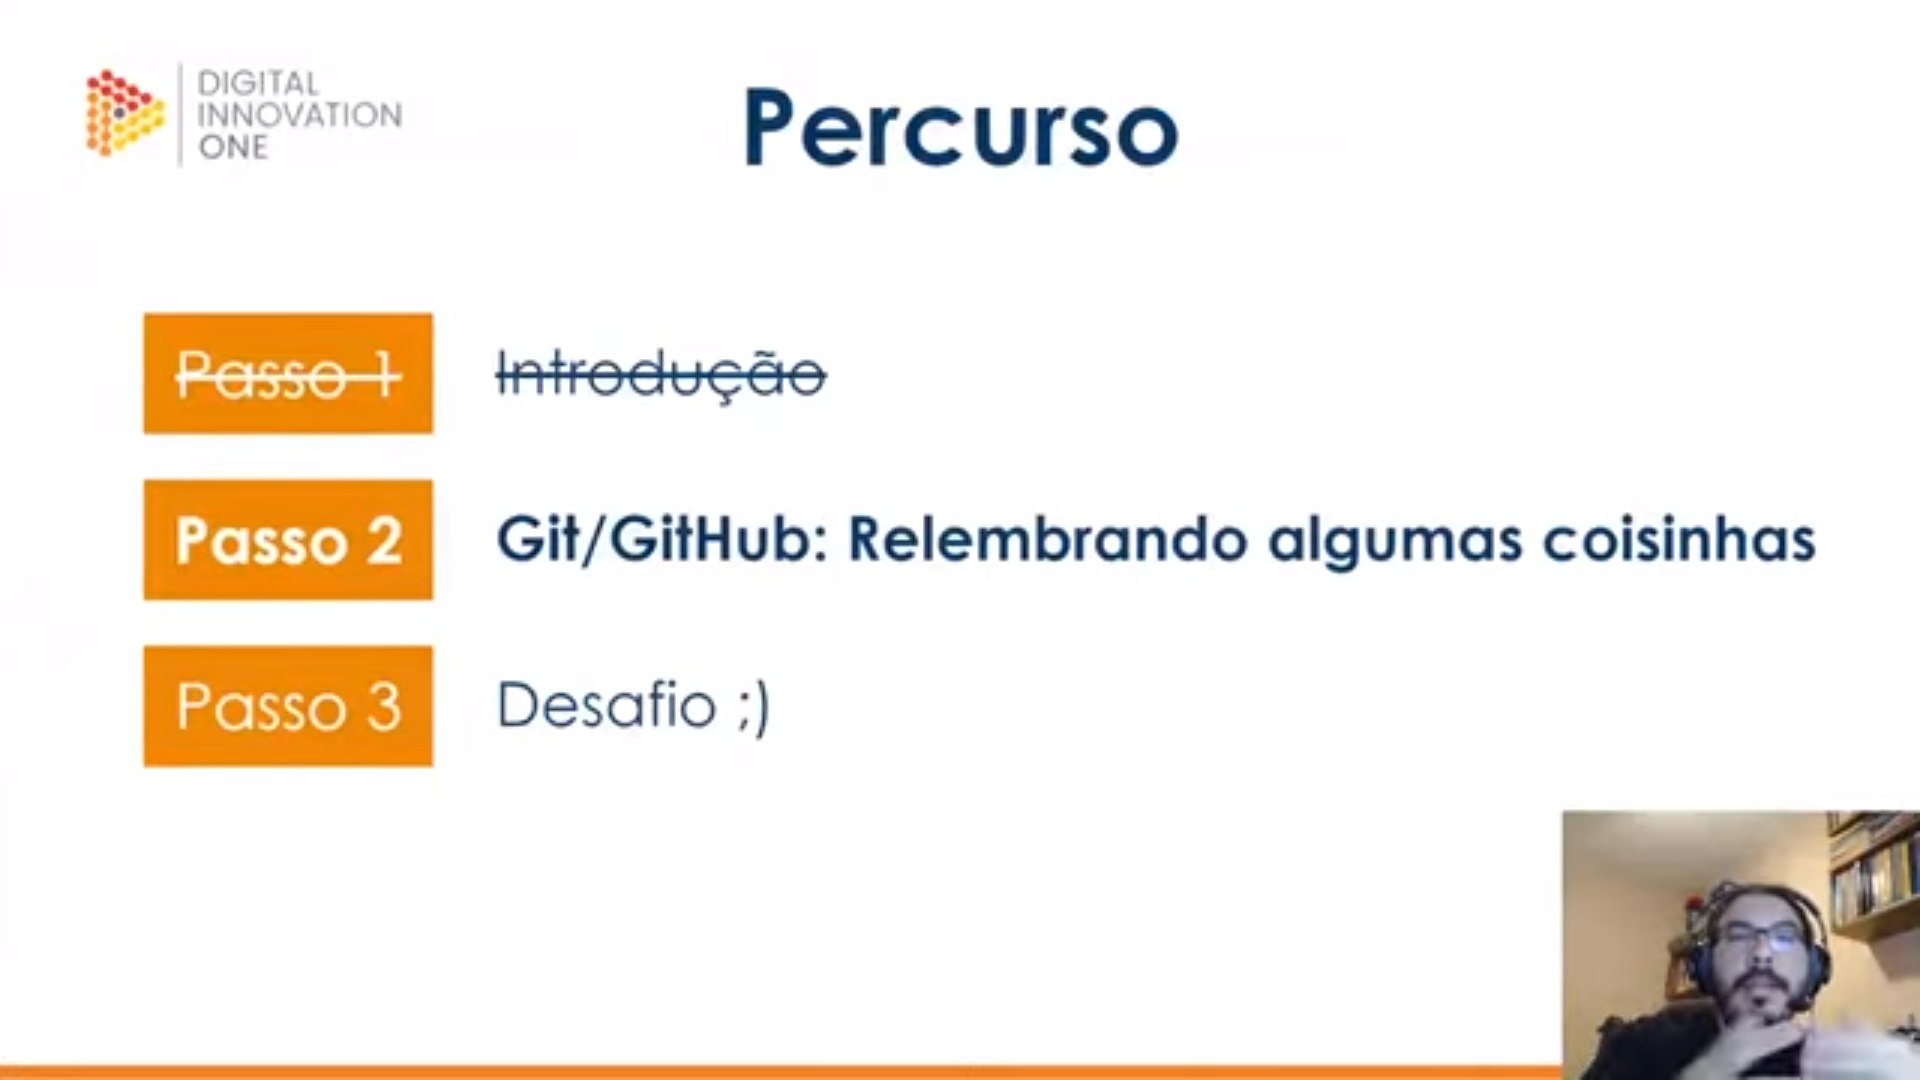 DIGITAL
INNOVATION
ONE
Percurso
Passo 1 Introdução
Passo 2 Git/GitHub: Relembrando algumas coisinhas
Passo 3 Desafio ;)